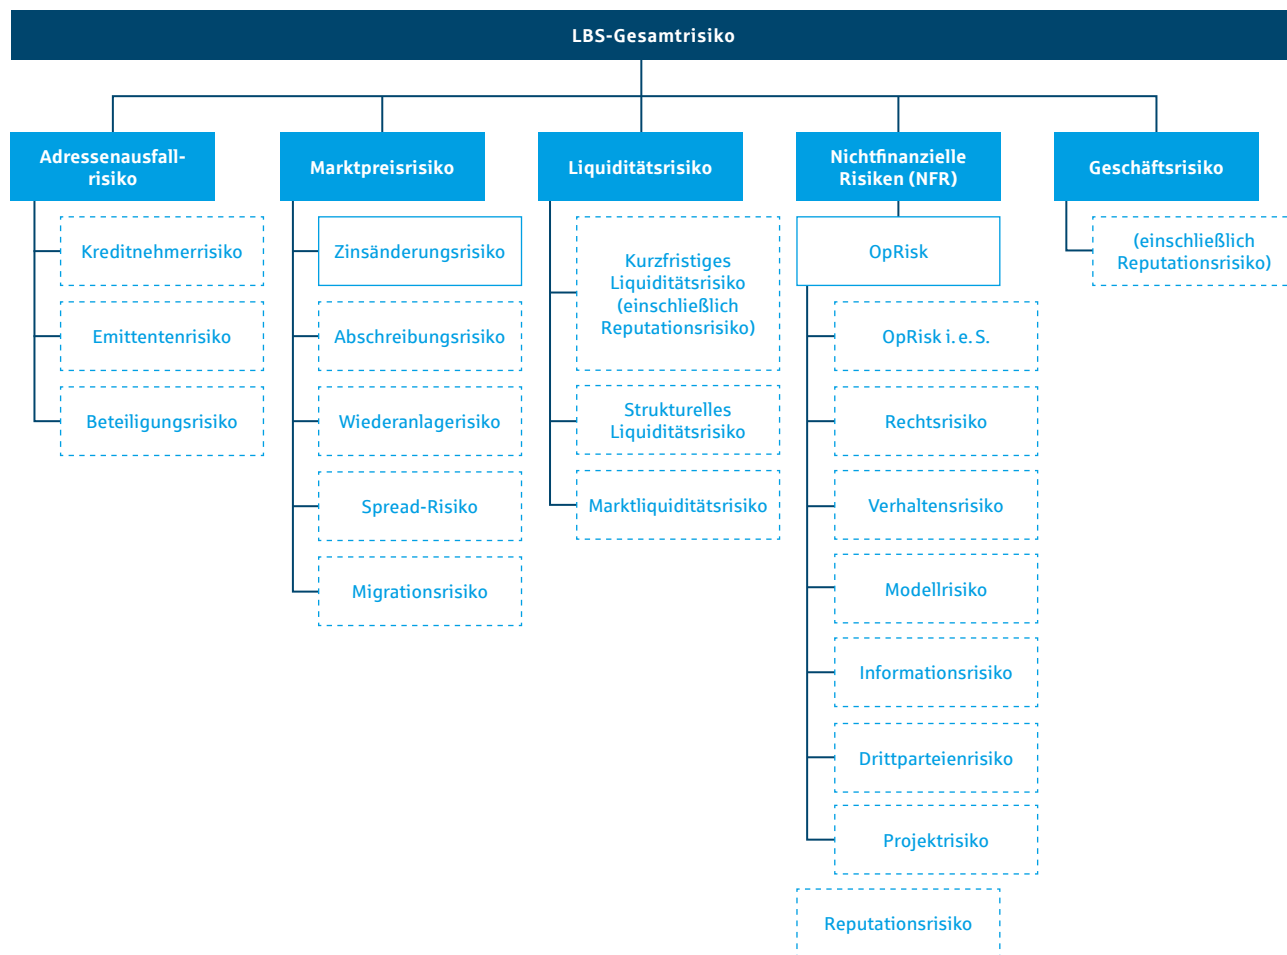 LBS-Gesamtrisiko
Adressenausfall-
risiko
Kreditnehmerrisiko
Emittentenrisiko
Beteiligungsrisiko
Marktpreisrisiko
Zinsänderungsrisiko
Abschreibungsrisiko
Wiederanlagerisiko
Spread-Risiko
Migrationsrisiko
Liquiditätsrisiko
Kurzfristiges
Liquiditätsrisiko
(einschließlich
Reputationsrisiko)
Strukturelles
Liquiditätsrisiko
Marktliquiditätsrisiko
Nichtfinanzielle
Risiken (NFR)
OpRisk
OpRisk i. e. S.
Rechtsrisiko
Verhaltensrisiko
Modellrisiko
Informationsrisiko
Drittparteienrisiko
Projektrisiko
Reputationsrisiko
Geschäftsrisiko
(einschließlich
Reputationsrisiko)